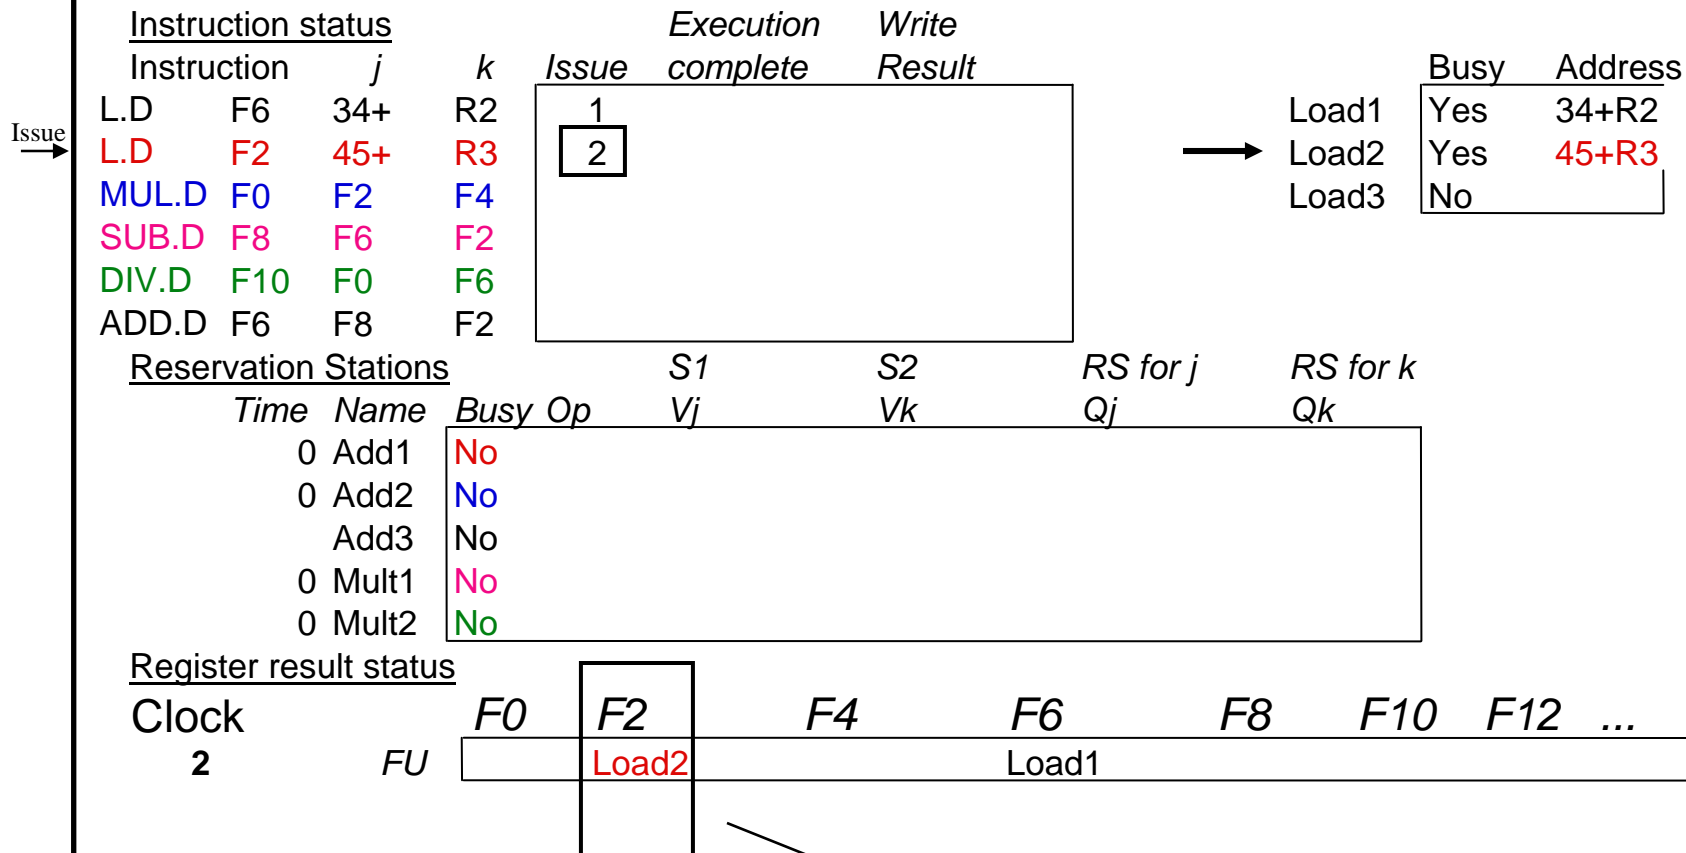 Instruction status Execution Write
Instruction j k Issue complete Result Busy Address
L.D F6 34+ R2 1 Load1 Yes 34+R2
Issue L.D F2 45+ R3 2 Load2 Yes 45+R3
MUL.D F0 F2 F4 Load3 No
SUB.D F8 F6 F2
DIV.D F10 F0 F6
ADD.D F6 F8 F2
Reservation Stations S1 S2 RS for j RS for k
Time Name Busy Op Vj Vk Qj Qk
0 Add1 No
0 Add2 No
Add3 No
0 Mult1 No
0 Mult2 No
Register result status
Clock F0 F2 F4 F6 F8 F10 F12 ...
2 FU Load2 Load1